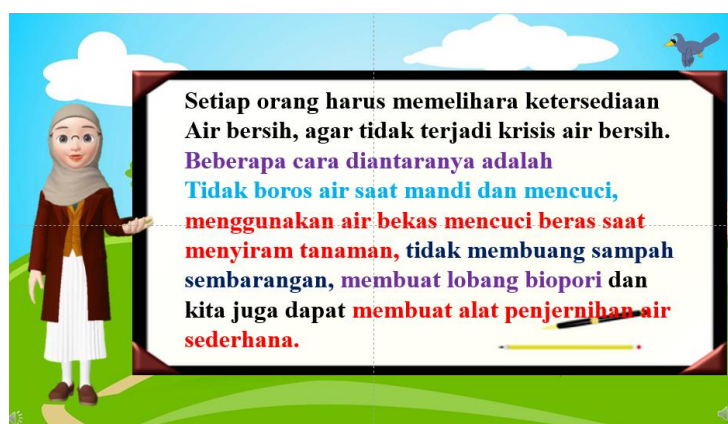 Setiap orang harus memelihara ketersediaan
Air bersih, agar tidak terjadi krisis air bersih.
Beberapa cara diantaranya adalah
Tidak boros air saat mandi dan mencuci,
menggunakan air bekas mencuci beras saat
menyiram tanaman, tidak membuang sampah
sembarangan, membuat lobang biopori dan
kita juga dapat membuat alat penjernihan air
sederhana.